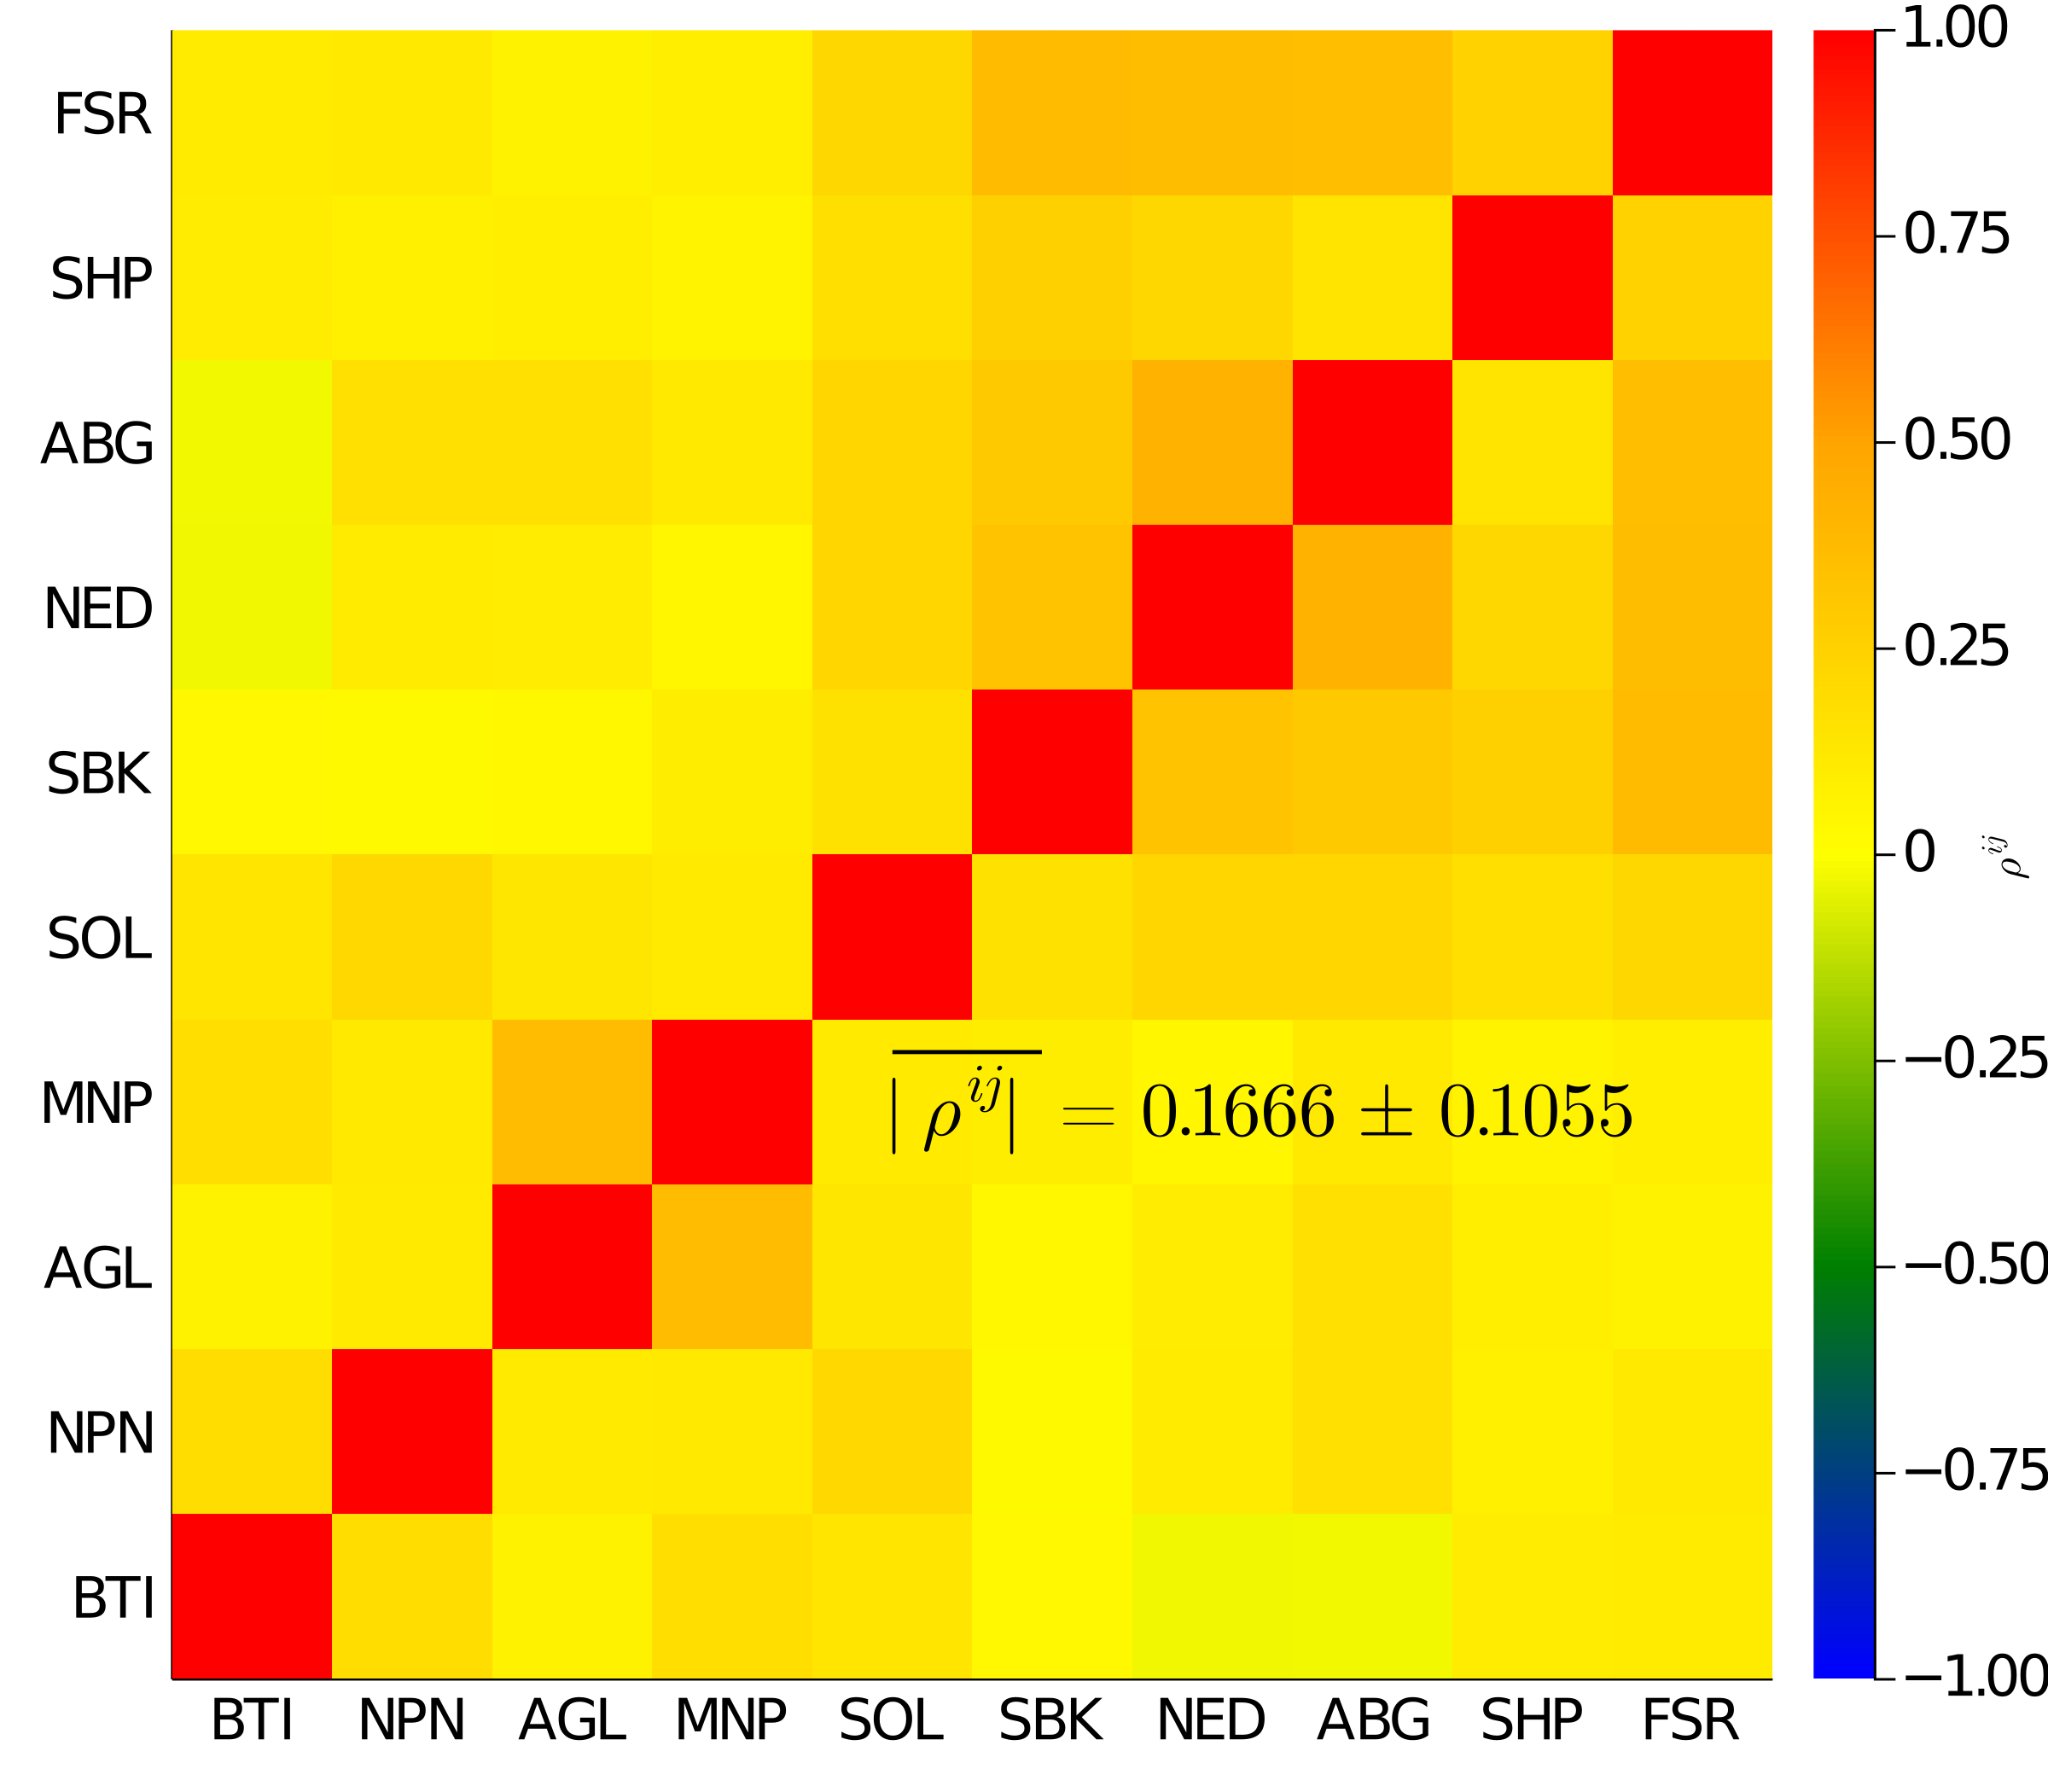 FSR
SHP
ABG
NED
SBK
SOL
MNP
AGL
NPN
BTI
|ρ^{ij}| = 0.1666 ± 0.1055
BTI NPN AGL MNP SOL SBK NED ABG SHP FSR
1.00
0.75
0.50
0.25
0
−0.25
−0.50
−0.75
−1.00
ρ^{ij}